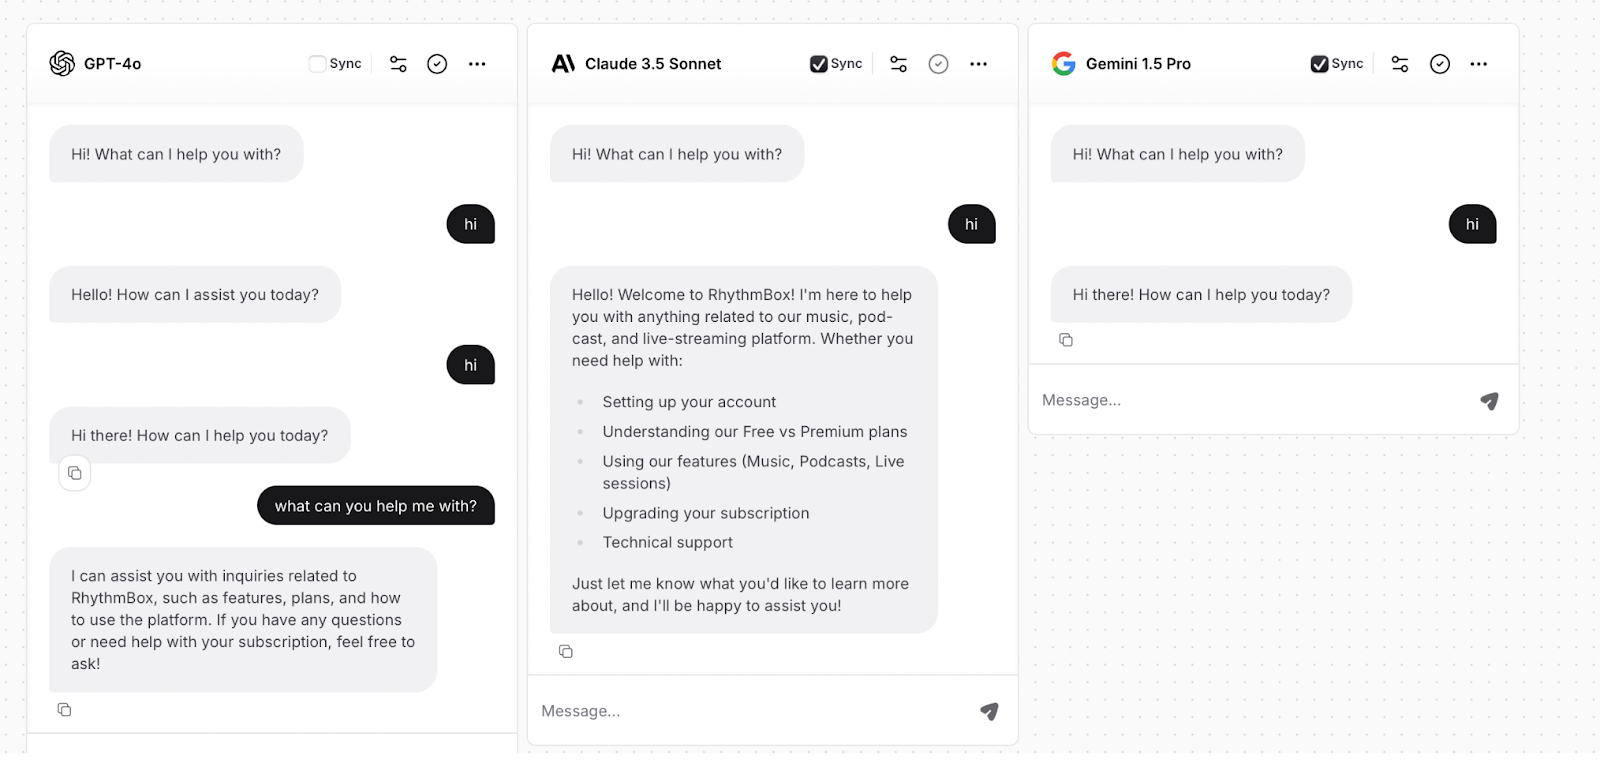 GPT-4o
Sync
Hi! What can I help you with?
hi
Hello! How can I assist you today?
hi
Hi there! How can I help you today?
what can you help me with?
I can assist you with inquiries related to
RhythmBox, such as features, plans, and how
to use the platform. If you have any questions
or need help with your subscription, feel free to
ask!
Claude 3.5 Sonnet
Sync
Hi! What can I help you with?
hi
Hello! Welcome to RhythmBox! I'm here to help
you with anything related to our music, pod-
cast, and live-streaming platform. Whether you
need help with:
Setting up your account
Understanding our Free vs Premium plans
Using our features (Music, Podcasts, Live
sessions)
Upgrading your subscription
Technical support
Just let me know what you'd like to learn more
about, and I'll be happy to assist you!
Message...
Gemini 1.5 Pro
Sync
Hi! What can I help you with?
hi
Hi there! How can I help you today?
Message...